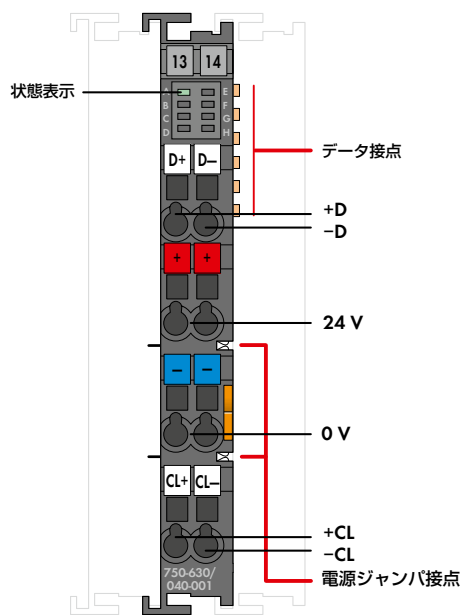 13 14
状態表示
A E
B F
C G
D H
データ接点
D+ D–
+D
–D
+ +
24 V
– –
0 V
CL+ CL–
+CL
–CL
750-630/
040-001
電源ジャンパ接点